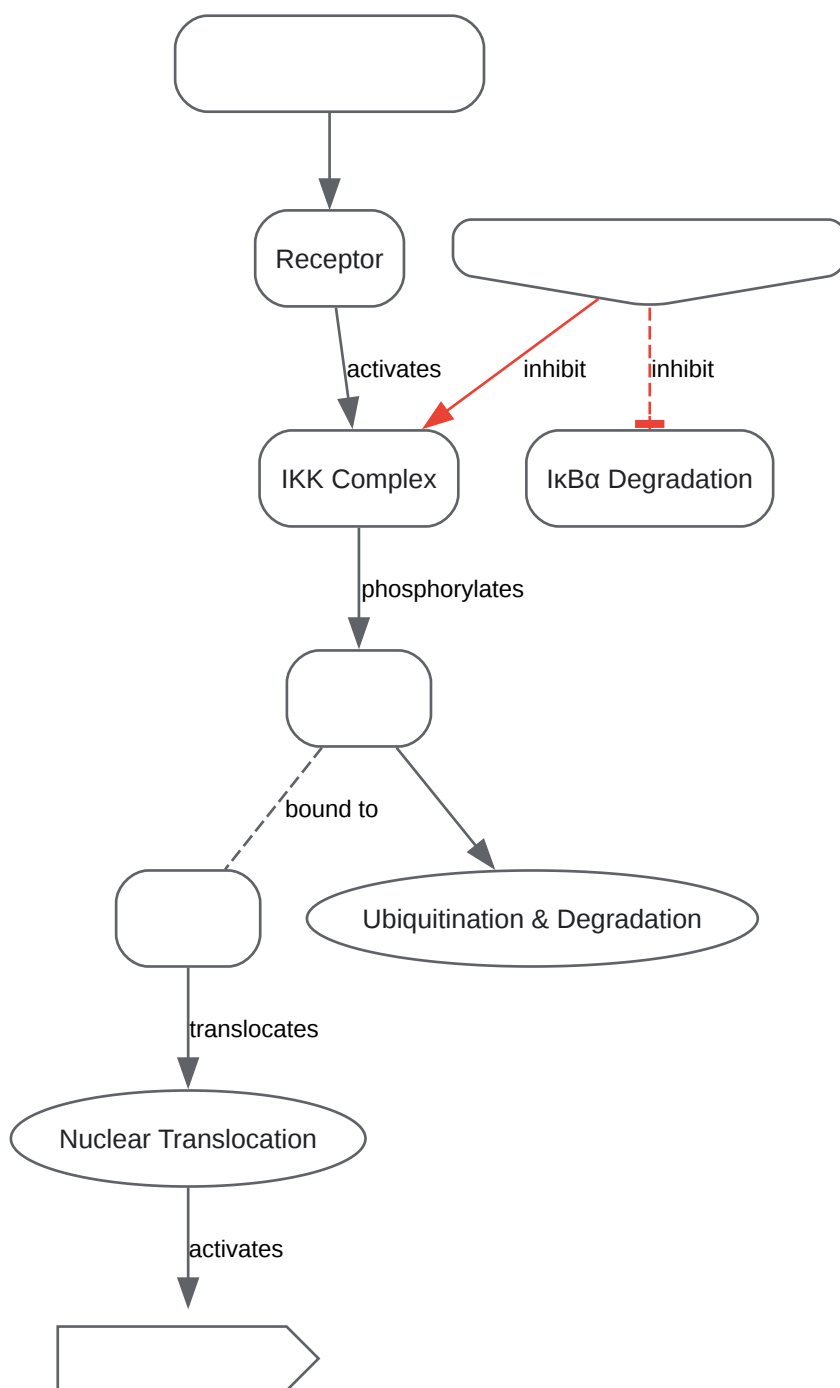 Receptor
activates
inhibit
inhibit
IKK Complex
IκBα Degradation
phosphorylates
bound to
Ubiquitination & Degradation
translocates
Nuclear Translocation
activates